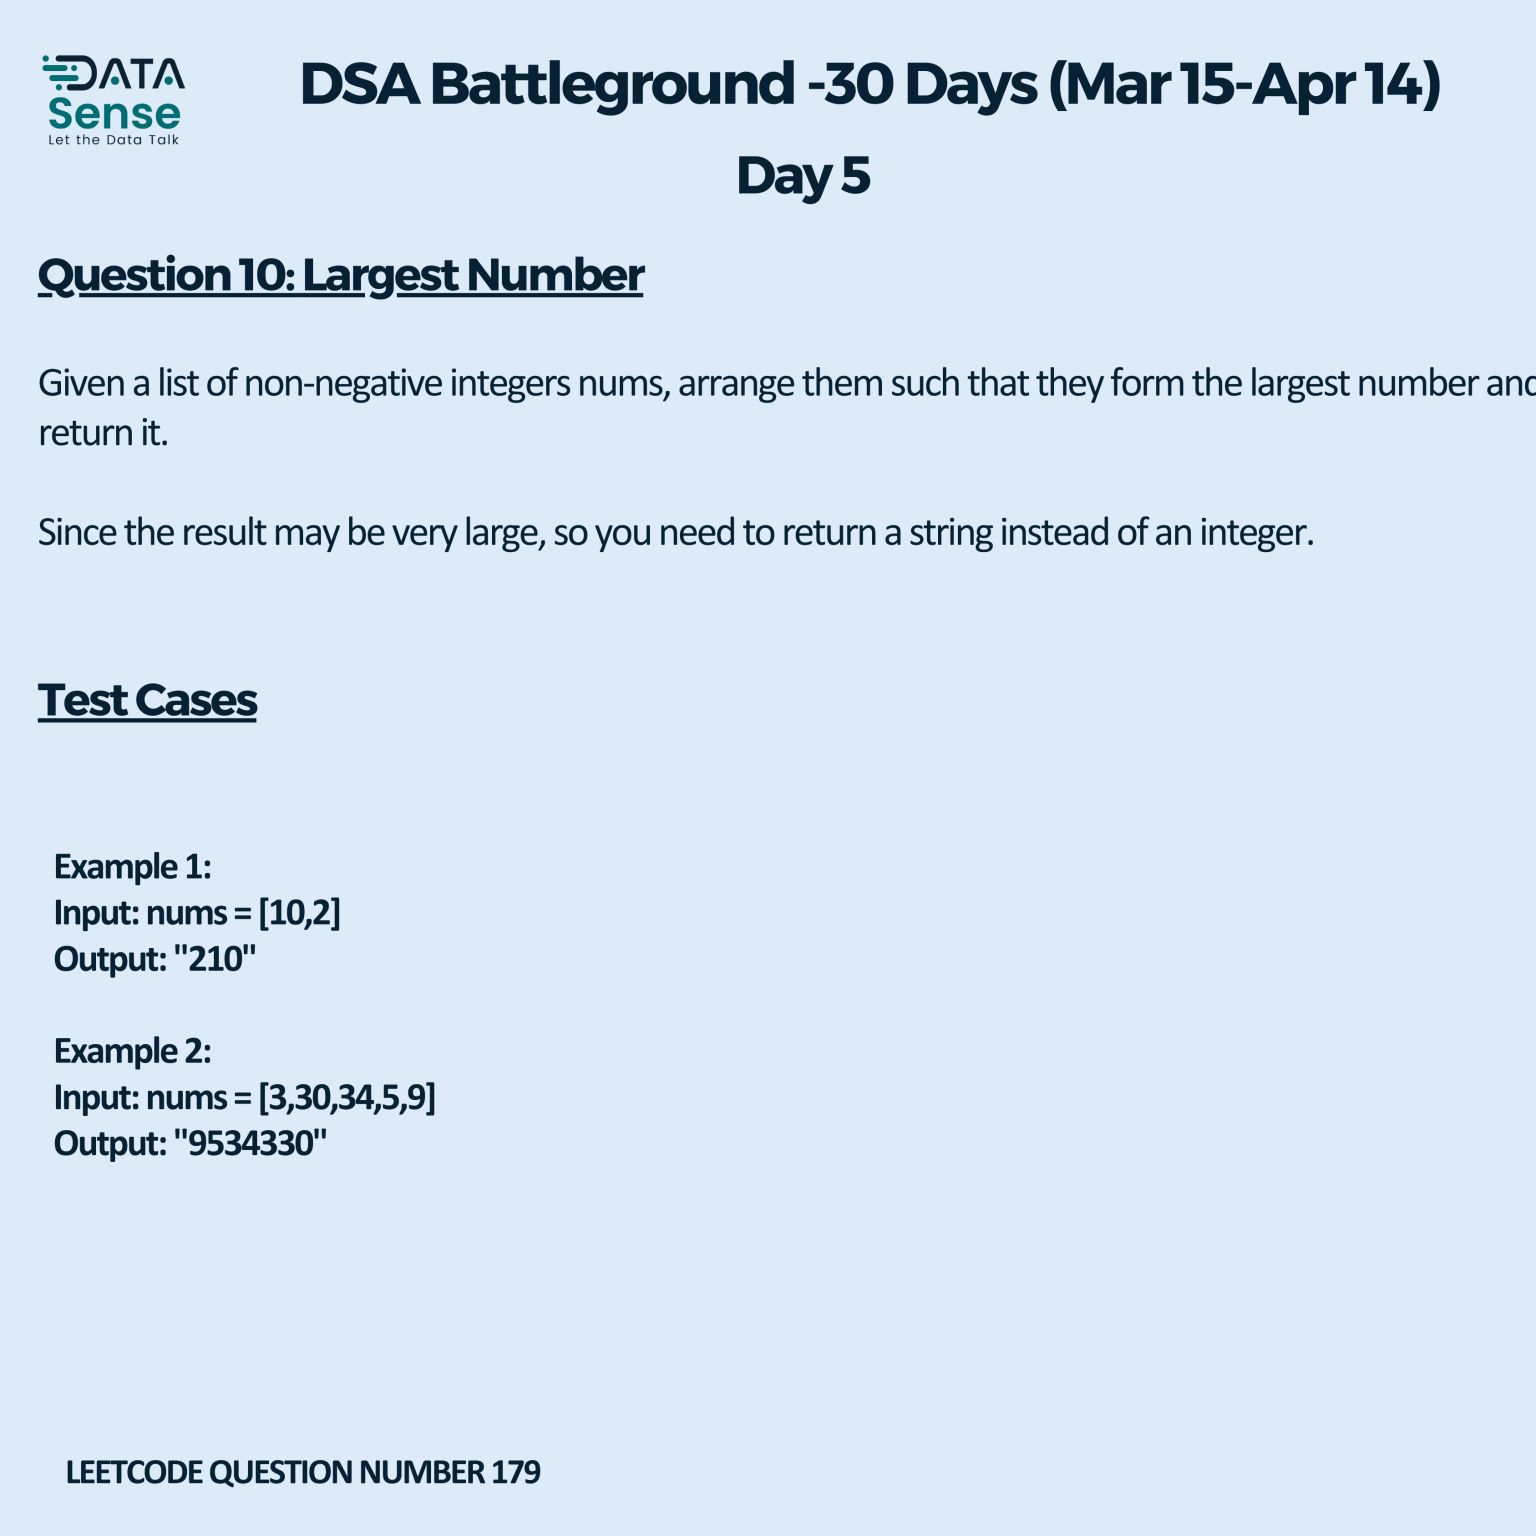 DATA
Sense
Let the Data Talk
DSA Battleground -30 Days (Mar 15-Apr 14)
Day 5
Question 10: Largest Number
Given a list of non-negative integers nums, arrange them such that they form the largest number and
return it.
Since the result may be very large, so you need to return a string instead of an integer.
Test Cases
Example 1:
Input: nums = [10,2]
Output: "210"
Example 2:
Input: nums = [3,30,34,5,9]
Output: "9534330"
LEETCODE QUESTION NUMBER 179